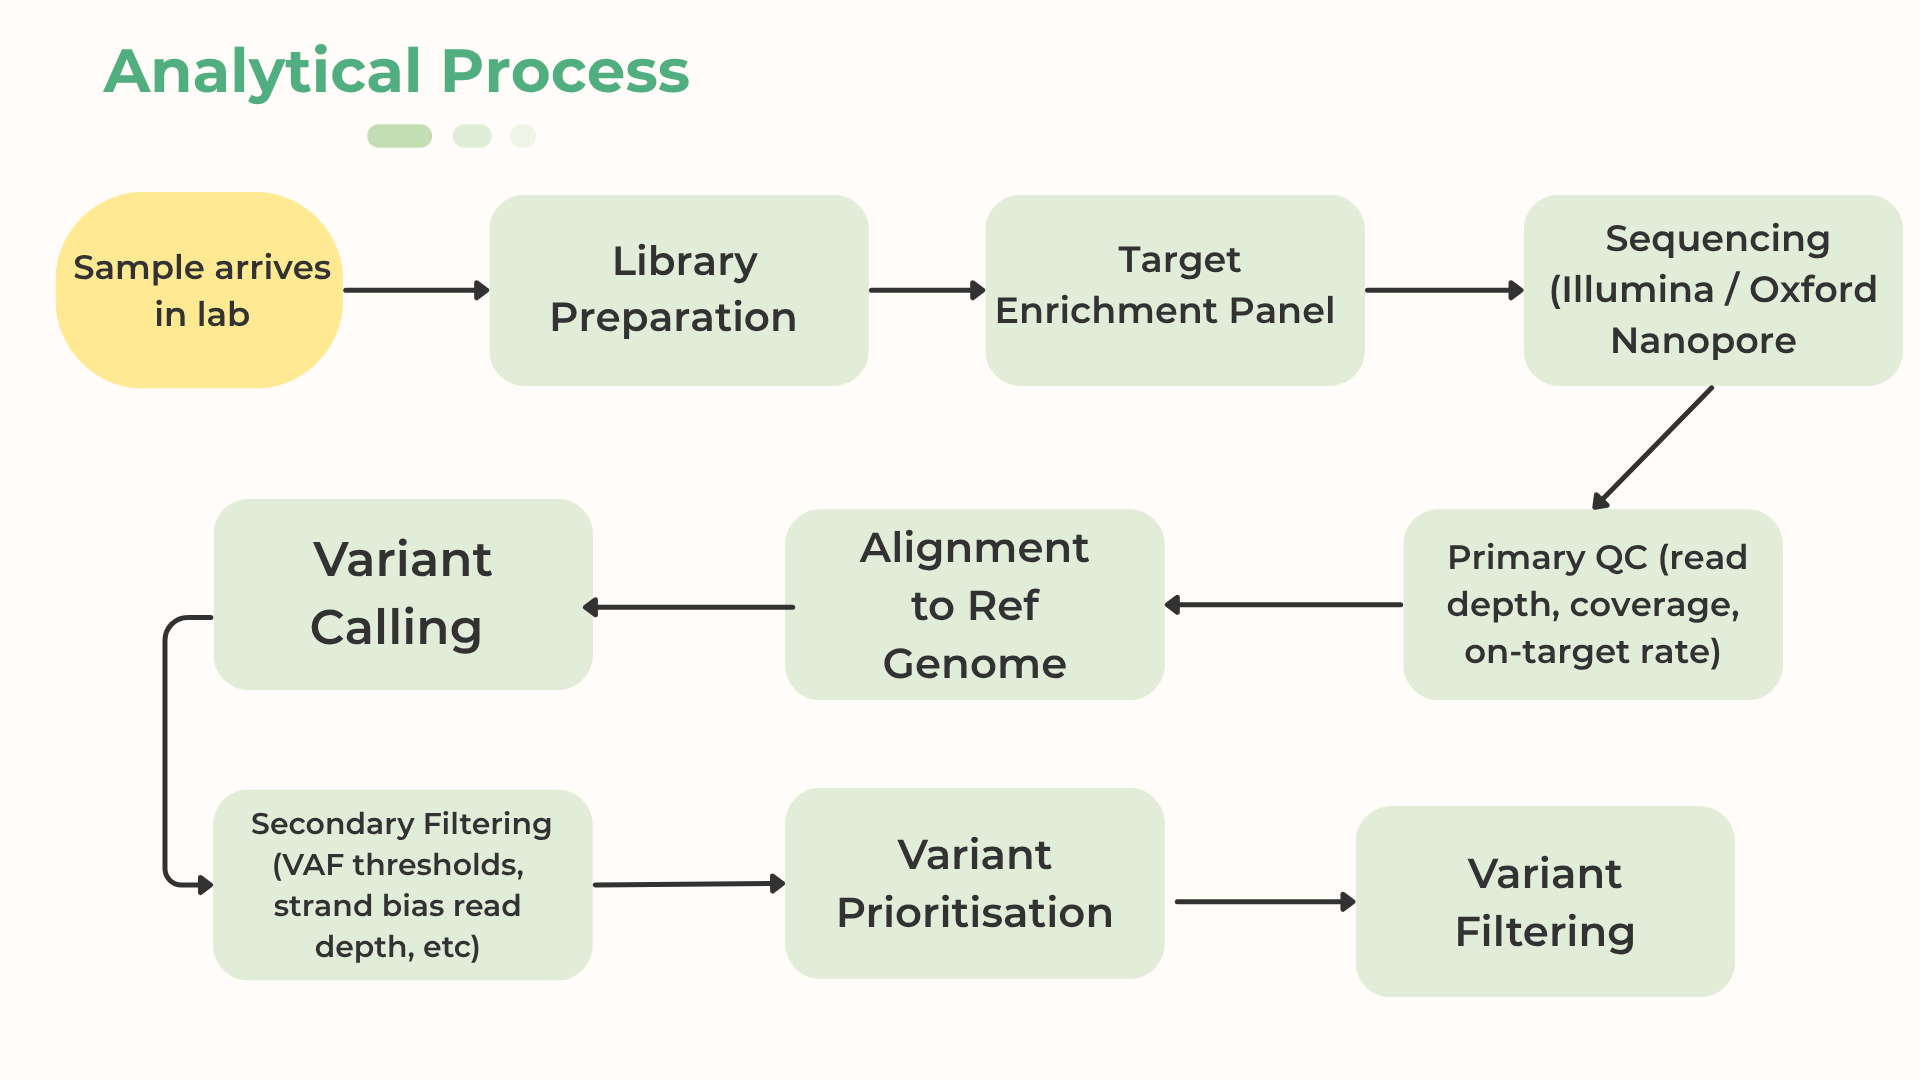 Analytical Process
Sample arrives
in lab
Library
Preparation
Target
Enrichment Panel
Sequencing
(Illumina / Oxford
Nanopore
Primary QC (read
depth, coverage,
on-target rate)
Alignment
to Ref
Genome
Variant
Calling
Secondary Filtering
(VAF thresholds,
strand bias read
depth, etc)
Variant
Prioritisation
Variant
Filtering